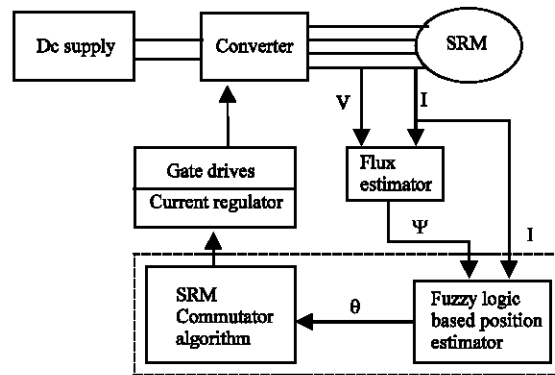 Dc supply
Converter
SRM
V
I
Gate drives
Current regulator
Flux
estimator
Ψ
I
SRM
Commutator
algorithm
θ
Fuzzy logic
based position
estimator